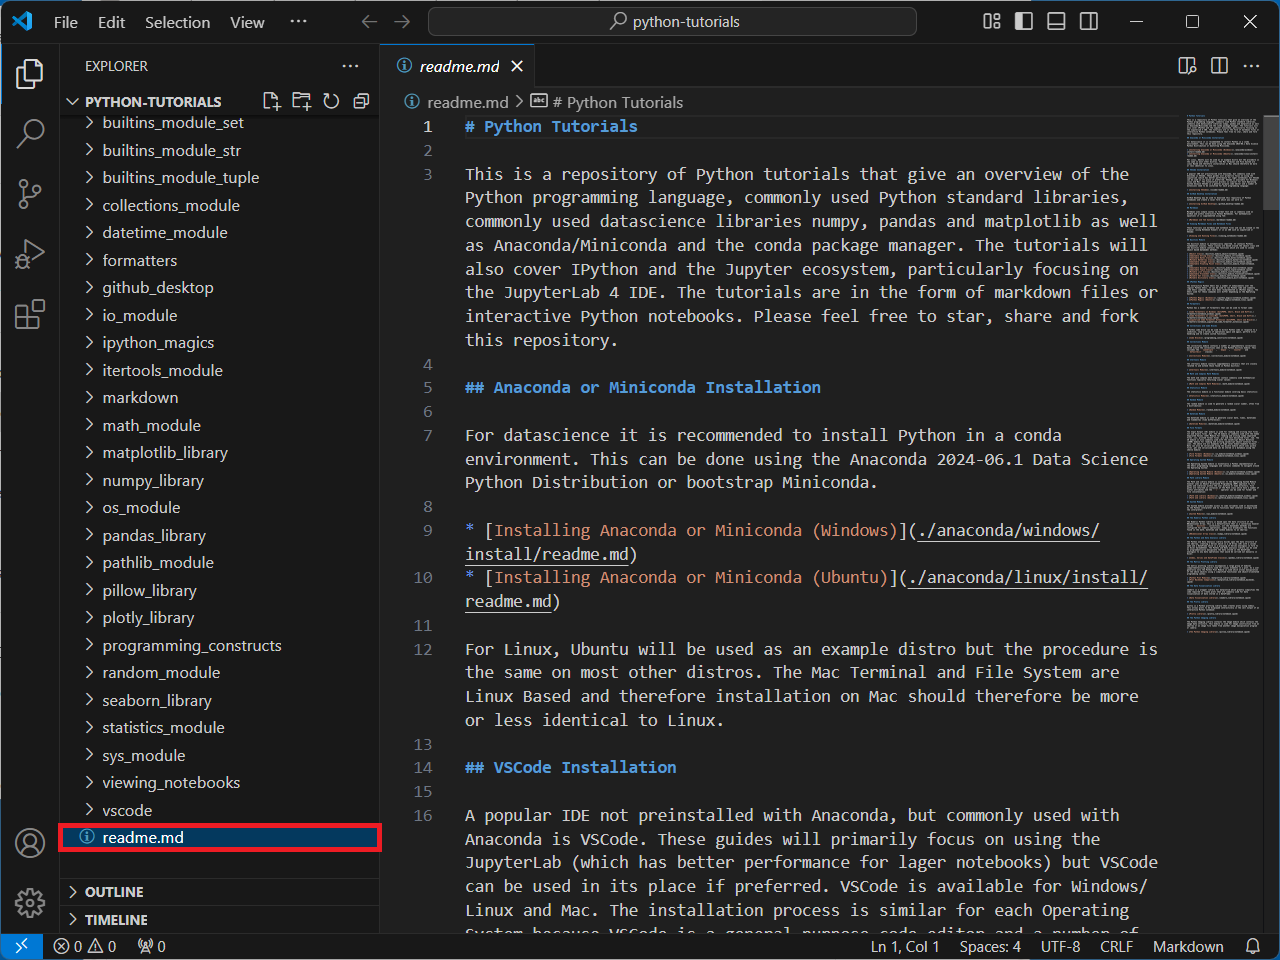 File Edit Selection View ··· python-tutorials
EXPLORER ···
PYTHON-TUTORIALS
builtins_module_set
builtins_module_str
builtins_module_tuple
collections_module
datetime_module
formatters
github_desktop
io_module
ipython_magics
itertools_module
markdown
math_module
matplotlib_library
numpy_library
os_module
pandas_library
pathlib_module
pillow_library
plotly_library
programming_constructs
random_module
seaborn_library
statistics_module
sys_module
viewing_notebooks
vscode
readme.md
OUTLINE
TIMELINE
readme.md
readme.md > # Python Tutorials
1 # Python Tutorials
2
3 This is a repository of Python tutorials that give an overview of the
Python programming language, commonly used Python standard libraries,
commonly used datascience libraries numpy, pandas and matplotlib as well
as Anaconda/Miniconda and the conda package manager. The tutorials will
also cover IPython and the Jupyter ecosystem, particularly focusing on
the JupyterLab 4 IDE. The tutorials are in the form of markdown files or
interactive Python notebooks. Please feel free to star, share and fork
this repository.
4
5 ## Anaconda or Miniconda Installation
6
7 For datascience it is recommended to install Python in a conda
environment. This can be done using the Anaconda 2024-06.1 Data Science
Python Distribution or bootstrap Miniconda.
8
9 * [Installing Anaconda or Miniconda (Windows)](./anaconda/windows/
install/readme.md)
10 * [Installing Anaconda or Miniconda (Ubuntu)](./anaconda/linux/install/
readme.md)
11
12 For Linux, Ubuntu will be used as an example distro but the procedure is
the same on most other distros. The Mac Terminal and File System are
Linux Based and therefore installation on Mac should therefore be more
or less identical to Linux.
13
14 ## VSCode Installation
15
16 A popular IDE not preinstalled with Anaconda, but commonly used with
Anaconda is VSCode. These guides will primarily focus on using the
JupyterLab (which has better performance for lager notebooks) but VSCode
can be used in its place if preferred. VSCode is available for Windows/
Linux and Mac. The installation process is similar for each Operating
System because VSCode is a general purpose code editor and a number of
0 0 0 Ln 1, Col 1 Spaces: 4 UTF-8 CRLF Markdown